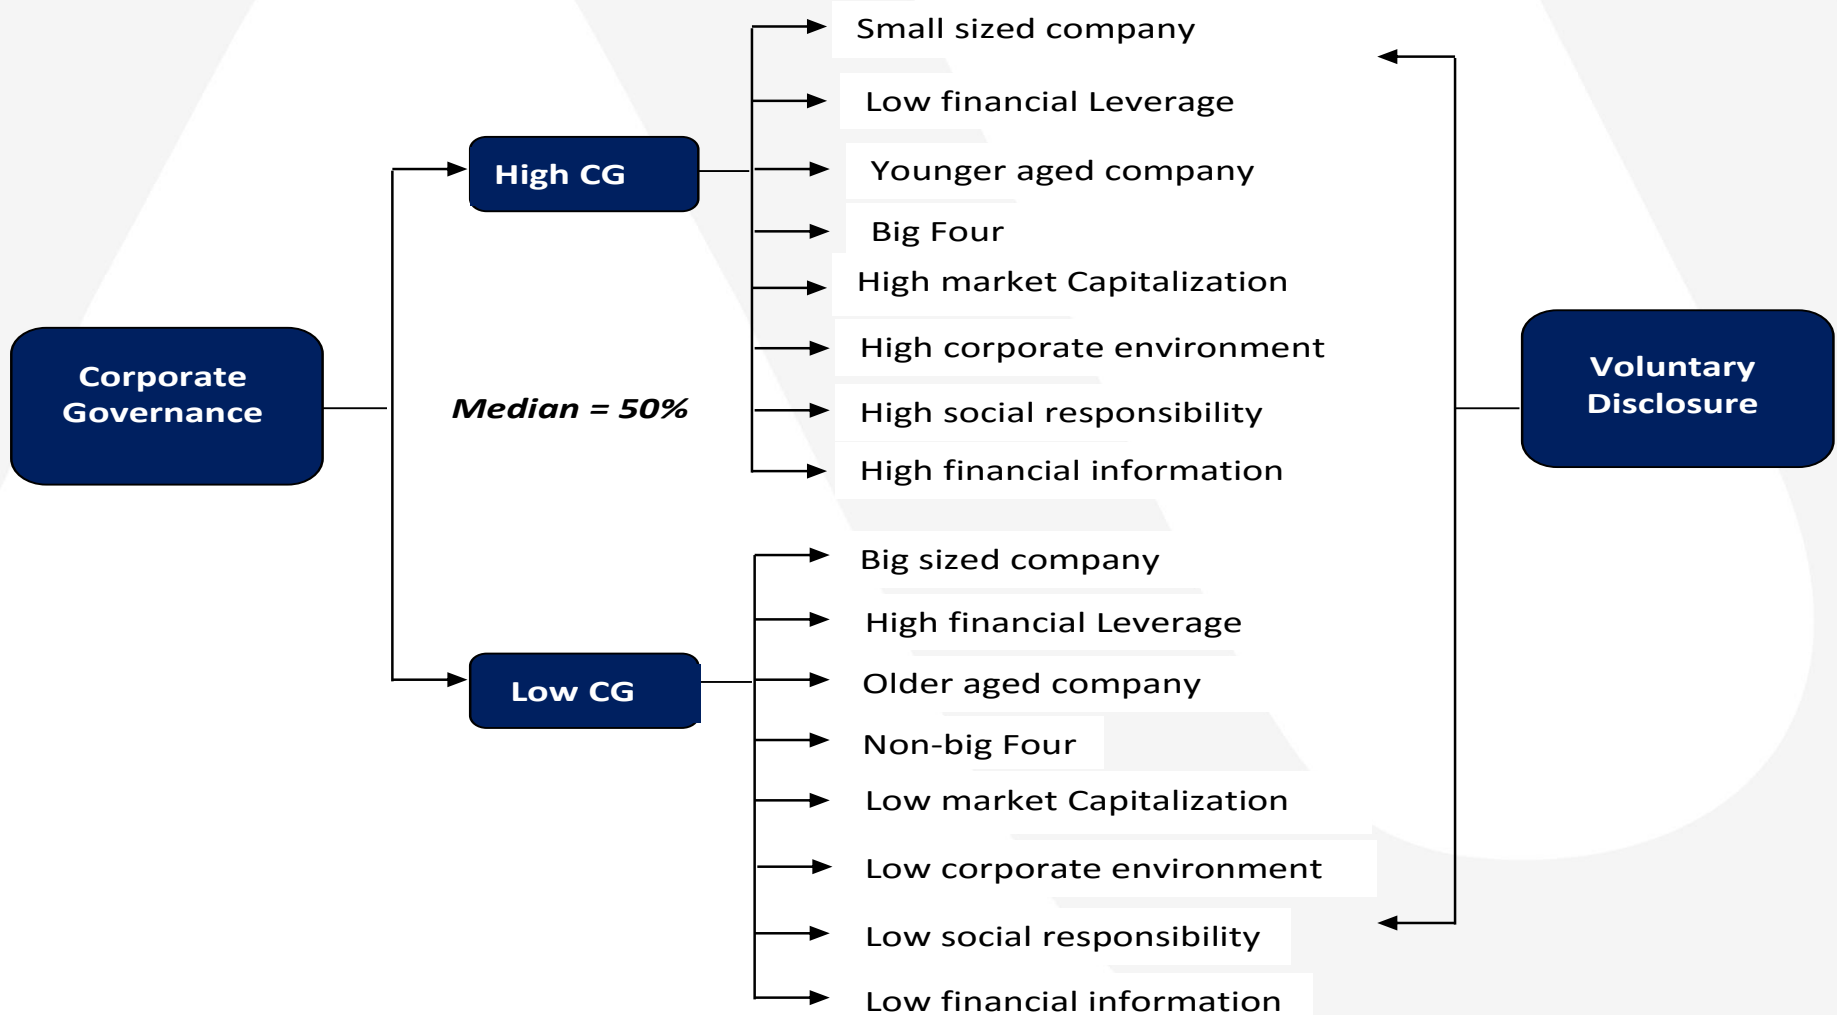 Small sized company
Low financial Leverage
High CG
Younger aged company
Big Four
High market Capitalization
High corporate environment
Corporate
Governance
Median = 50%
High social responsibility
High financial information
Voluntary
Disclosure
Big sized company
High financial Leverage
Low CG
Older aged company
Non-big Four
Low market Capitalization
Low corporate environment
Low social responsibility
Low financial information